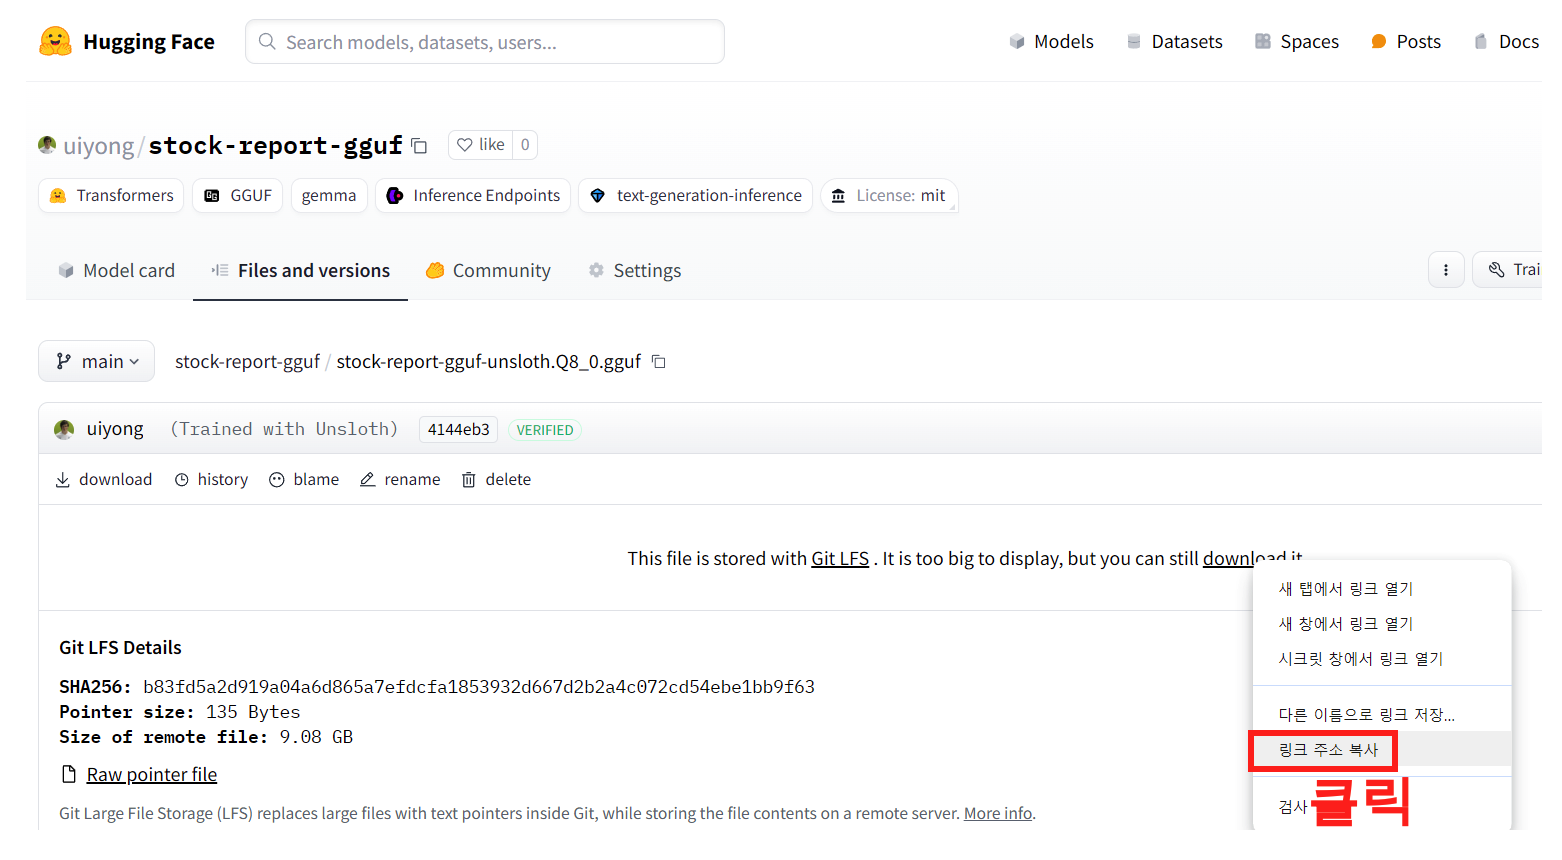 Hugging Face
Search models, datasets, users...
Models
Datasets
Spaces
Posts
Docs
uiyong/stock-report-gguf
like 0
Transformers
GGUF
gemma
Inference Endpoints
text-generation-inference
License: mit
Model card
Files and versions
Community
Settings
Trai
main
stock-report-gguf / stock-report-gguf-unsloth.Q8_0.gguf
uiyong (Trained with Unsloth) 4144eb3 VERIFIED
download history blame rename delete
This file is stored with Git LFS . It is too big to display, but you can still download it
새 탭에서 링크 열기
새 창에서 링크 열기
시크릿 창에서 링크 열기
다른 이름으로 링크 저장...
링크 주소 복사
검사
클릭
Git LFS Details
SHA256: b83fd5a2d919a04a6d865a7efdcfa1853932d667d2b2a4c072cd54ebe1bb9f63
Pointer size: 135 Bytes
Size of remote file: 9.08 GB
Raw pointer file
Git Large File Storage (LFS) replaces large files with text pointers inside Git, while storing the file contents on a remote server. More info.